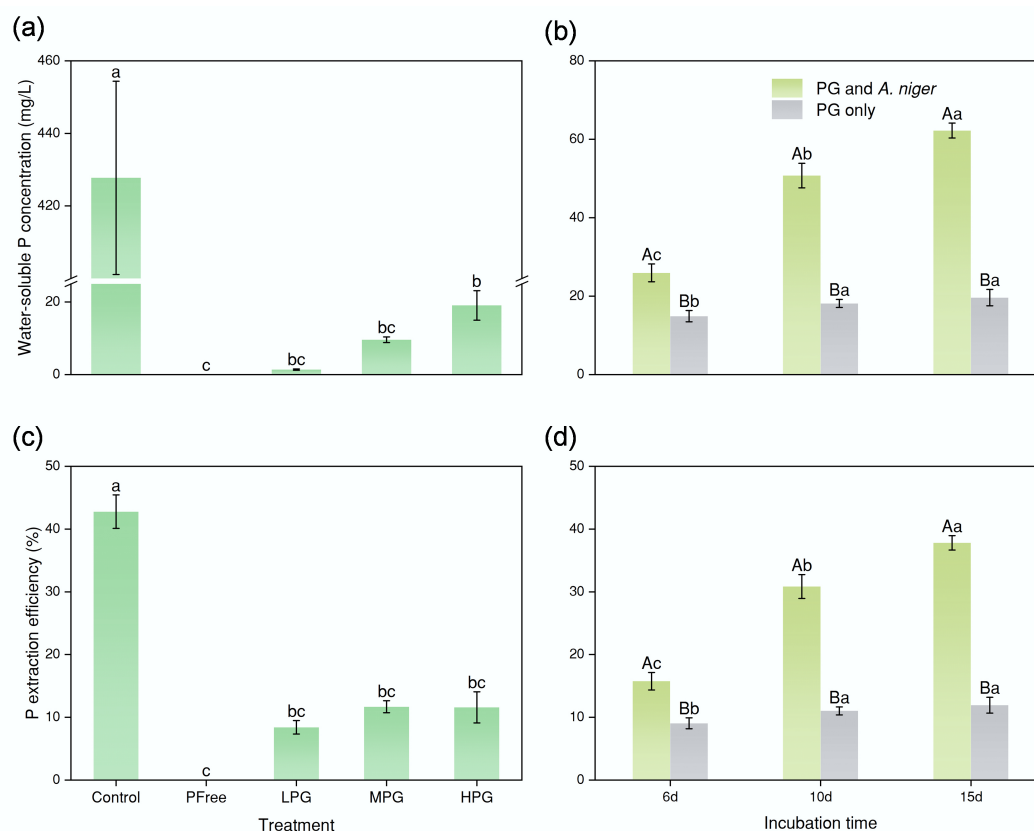 (a)
Water-soluble P concentration (mg/L)
460
440
420
20
0
a
c
bc
bc
b
(b)
80
60
40
20
0
PG and A. niger
PG only
Ac
Bb
Ab
Ba
Aa
Ba
(c)
P extraction efficiency (%)
50
40
30
20
10
0
a
c
bc
bc
bc
Control PFree LPG MPG HPG
Treatment
(d)
50
40
30
20
10
0
Ac
Bb
Ab
Ba
Aa
Ba
6d 10d 15d
Incubation time